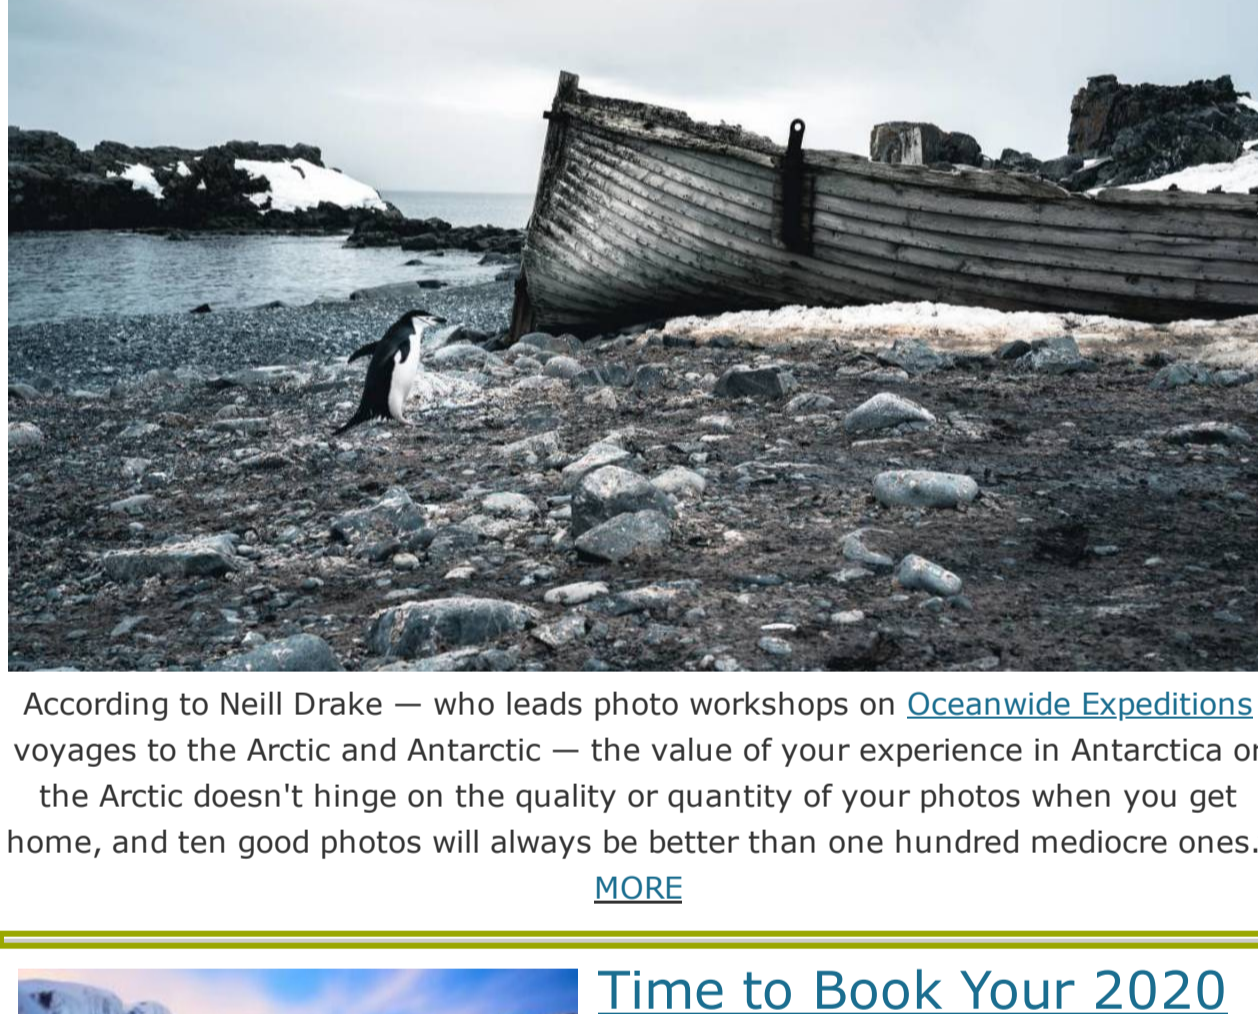 According to Neill Drake — who leads photo workshops on Oceanwide Expeditions
voyages to the Arctic and Antarctic — the value of your experience in Antarctica or
the Arctic doesn't hinge on the quality or quantity of your photos when you get
home, and ten good photos will always be better than one hundred mediocre ones.
MORE
Time to Book Your 2020